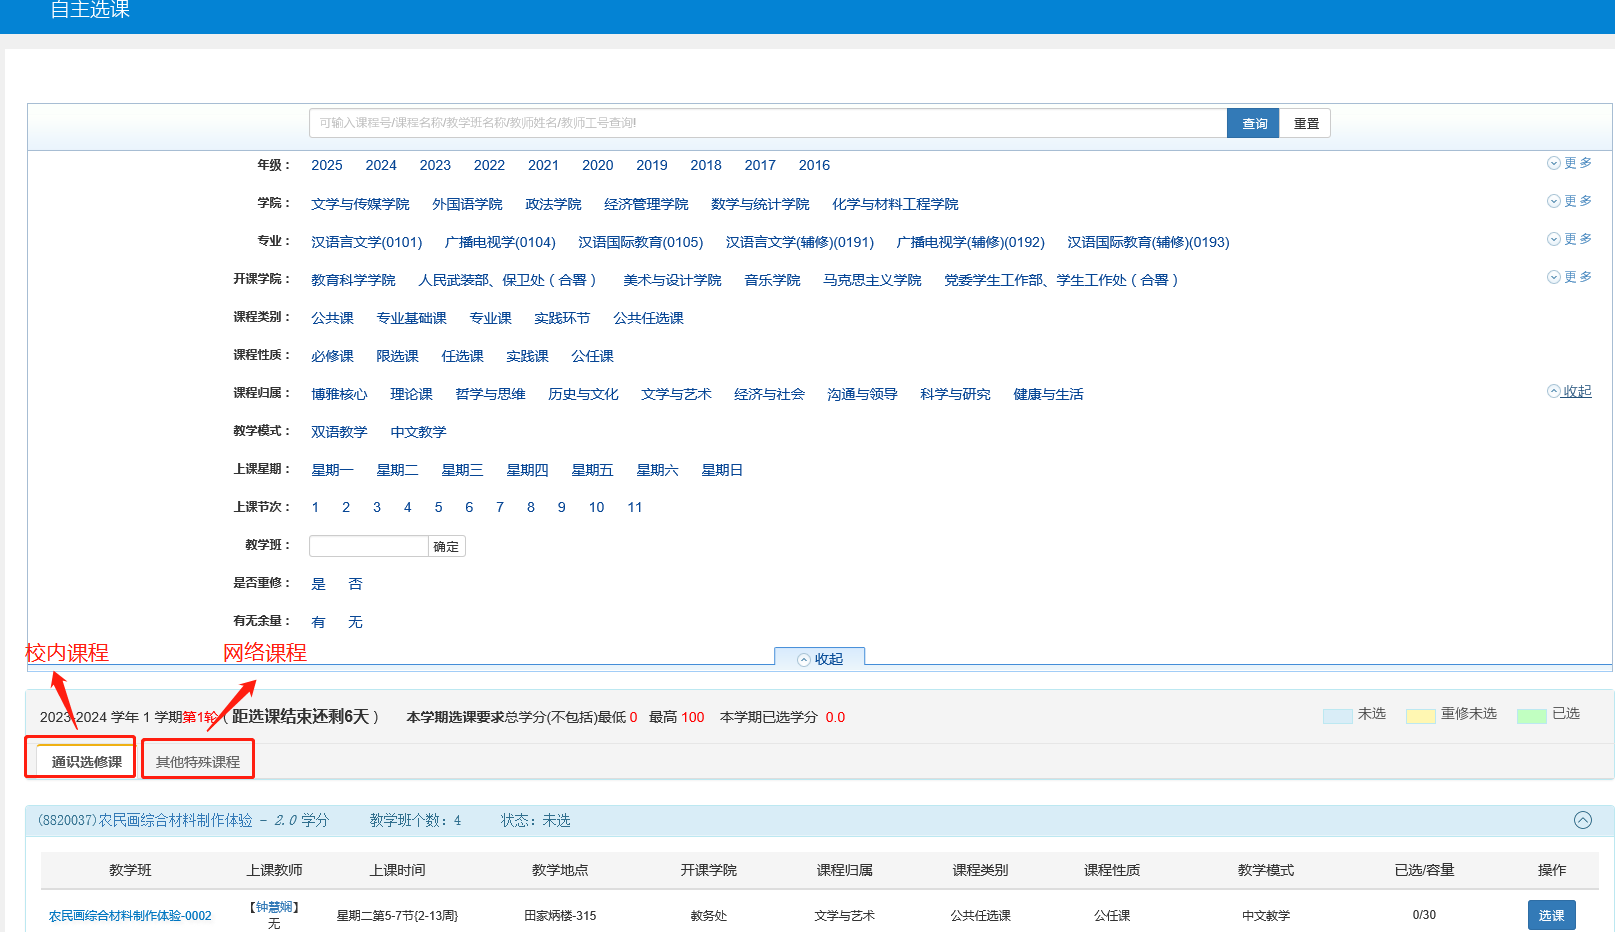 自主选课
可输入课程号/课程名称/教学班名称/教师姓名/教师工号查询! 查询 重置
年级： 2025 2024 2023 2022 2021 2020 2019 2018 2017 2016 更多
学院： 文学与传媒学院 外国语学院 政法学院 经济管理学院 数学与统计学院 化学与材料工程学院 更多
专业： 汉语言文学(0101) 广播电视学(0104) 汉语国际教育(0105) 汉语言文学(辅修)(0191) 广播电视学(辅修)(0192) 汉语国际教育(辅修)(0193) 更多
开课学院： 教育科学学院 人民武装部、保卫处（合署） 美术与设计学院 音乐学院 马克思主义学院 党委学生工作部、学生工作处（合署） 更多
课程类别： 公共课 专业基础课 专业课 实践环节 公共任选课
课程性质： 必修课 限选课 任选课 实践课 公任课
课程归属： 博雅核心 理论课 哲学与思维 历史与文化 文学与艺术 经济与社会 沟通与领导 科学与研究 健康与生活 收起
教学模式： 双语教学 中文教学
上课星期： 星期一 星期二 星期三 星期四 星期五 星期六 星期日
上课节次： 1 2 3 4 5 6 7 8 9 10 11
教学班： 确定
是否重修： 是 否
有无余量： 有 无
校内课程 网络课程 收起
2023-2024 学年 1 学期第1轮（距选课结束还剩6天） 本学期选课要求总学分(不包括)最低 0 最高 100 本学期已选学分 0.0 未选 重修未选 已选
通识选修课 其他特殊课程
(8820037)农民画综合材料制作体验 - 2.0 学分 教学班个数：4 状态：未选
教学班 上课教师 上课时间 教学地点 开课学院 课程归属 课程类别 课程性质 教学模式 已选/容量 操作
农民画综合材料制作体验-0002 【钟慧娴】 星期二第5-7节{2-13周} 田家炳楼-315 教务处 文学与艺术 公共任选课 公任课 中文教学 0/30 选课
无